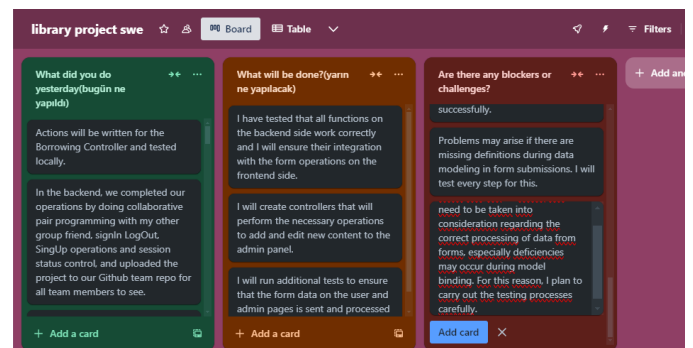 library project swe
Board
Table
Filters
What did you do
yesterday(bugün ne
yapıldı)
Actions will be written for the
Borrowing Controller and tested
locally.
In the backend, we completed our
operations by doing collaborative
pair programming with my other
group friend, signIn LogOut,
SingUp operations and session
status control, and uploaded the
project to our Github team repo for
all team members to see.
+ Add a card
What will be done?(yarın
ne yapılacak)
I have tested that all functions on
the backend side work correctly
and I will ensure their integration
with the form operations on the
frontend side.
I will create controllers that will
perform the necessary operations
to add and edit new content to the
admin panel.
I will run additional tests to ensure
that the form data on the user and
admin pages is sent and processed
+ Add a card
Are there any blockers or
challenges?
successfully.
Problems may arise if there are
missing definitions during data
modeling in form submissions. I will
test every step for this.
need to be taken into
consideration regarding the
correct processing of data from
forms, especially deficiencies
may occur during model
binding. For this reason, I plan to
carry out the testing processes
carefully.
Add card
+ Add